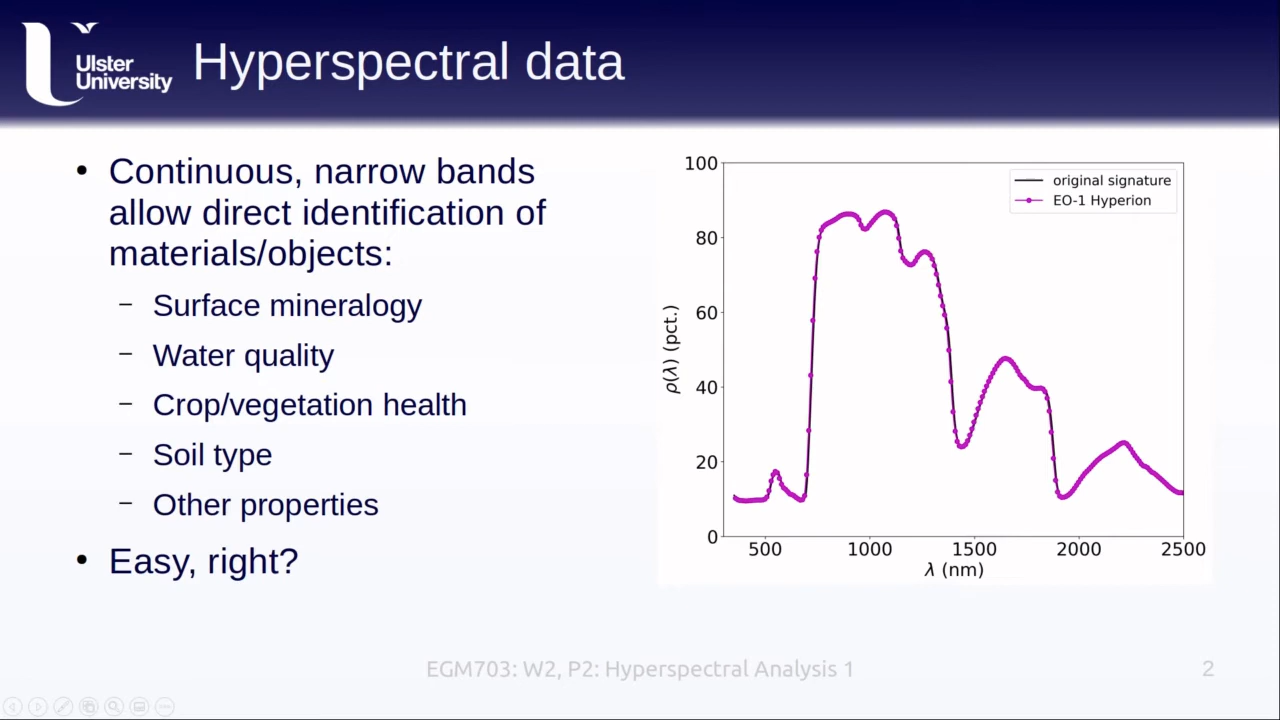 Ulster
University
Hyperspectral data
• Continuous, narrow bands
allow direct identification of
materials/objects:
– Surface mineralogy
– Water quality
– Crop/vegetation health
– Soil type
– Other properties
• Easy, right?
100
80
60
40
20
0
ρ(λ) (pct.)
original signature
EO-1 Hyperion
500 1000 1500 2000 2500
λ (nm)
EGM703: W2, P2: Hyperspectral Analysis 1
2